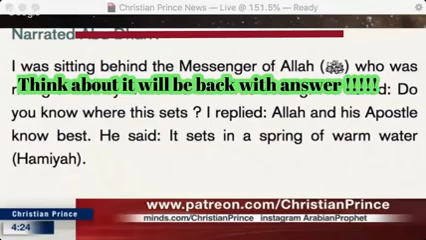 Christian Prince News — Live @ 151.5% — Ready
Narrated
I was sitting behind the Messenger of Allah (ﷺ) who was
Think about it will be back with answer !!!!!
d: Do
you know where this sets ? I replied: Allah and his Apostle
know best. He said: It sets in a spring of warm water
(Hamiyah).
www.patreon.com/ChristianPrince
minds.com/ChristianPrince instagram ArabianProphet
Christian Prince
4:24